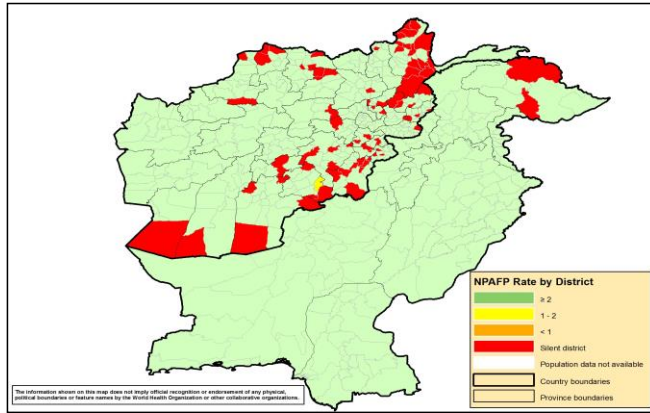 NPAFP Rate by District
≥ 2
1 - 2
< 1
Silent district
Population data not available
Country boundaries
Province boundaries
The information shown on this map does not imply official recognition or endorsement of any physical,
political boundaries or feature names by the World Health Organization or other collaborative organizations.